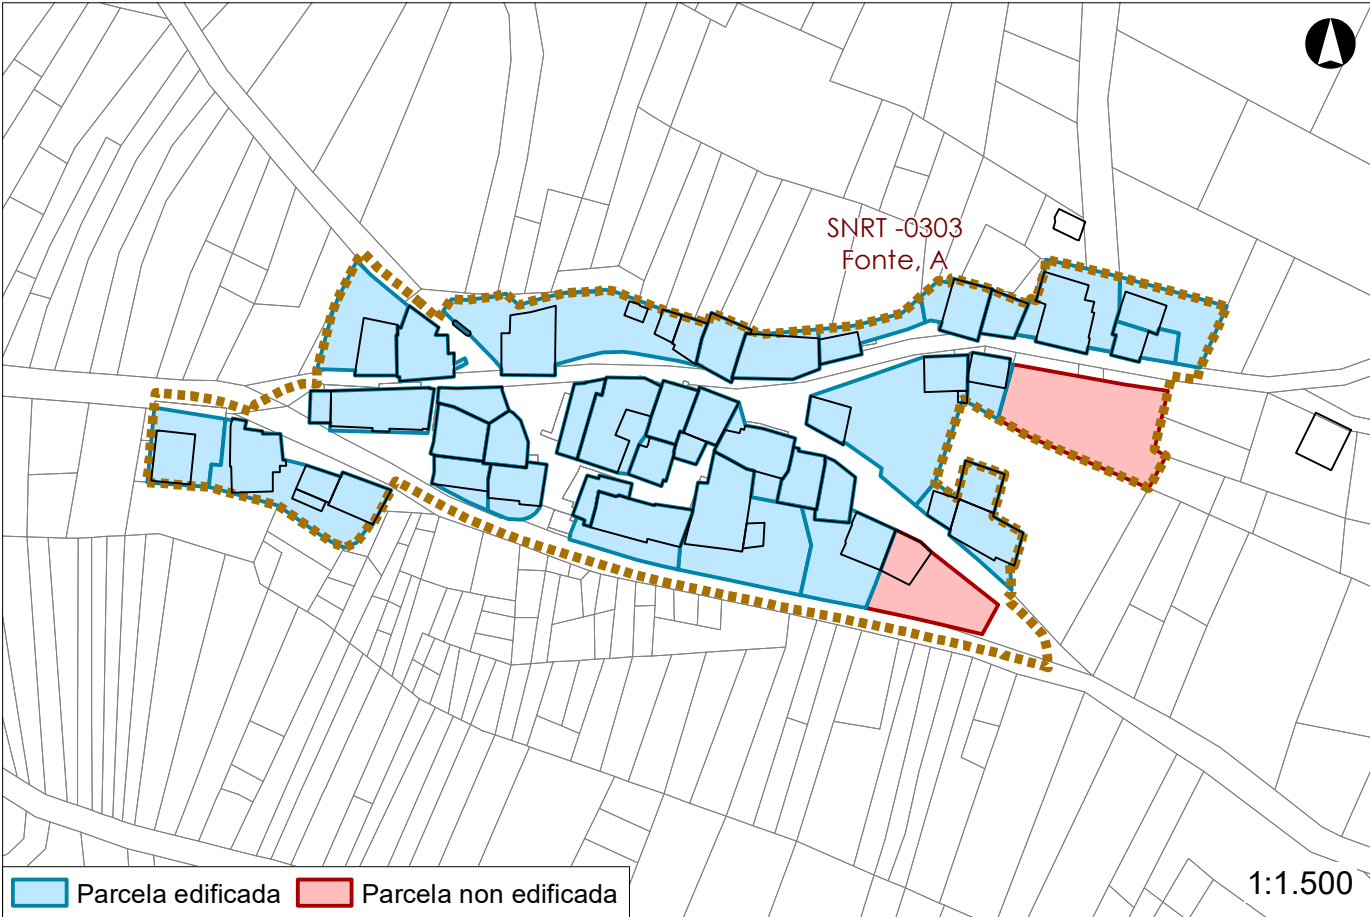 SNRT -0303
Fonte, A
Parcela edificada
Parcela non edificada
1:1.500